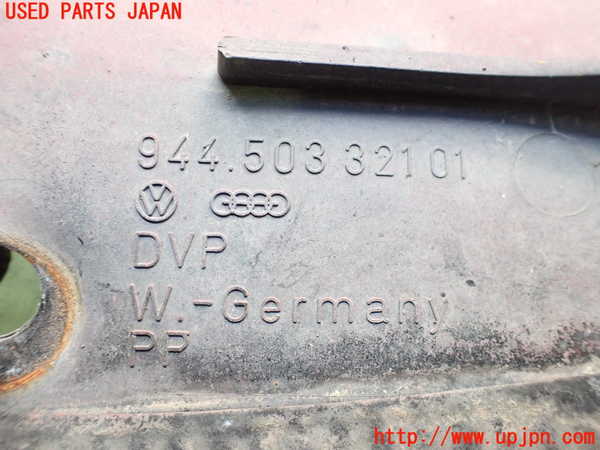 USED PARTS JAPAN
944.503 321 01
DVP
W.-Germany
PP
http://www.upjpn.com